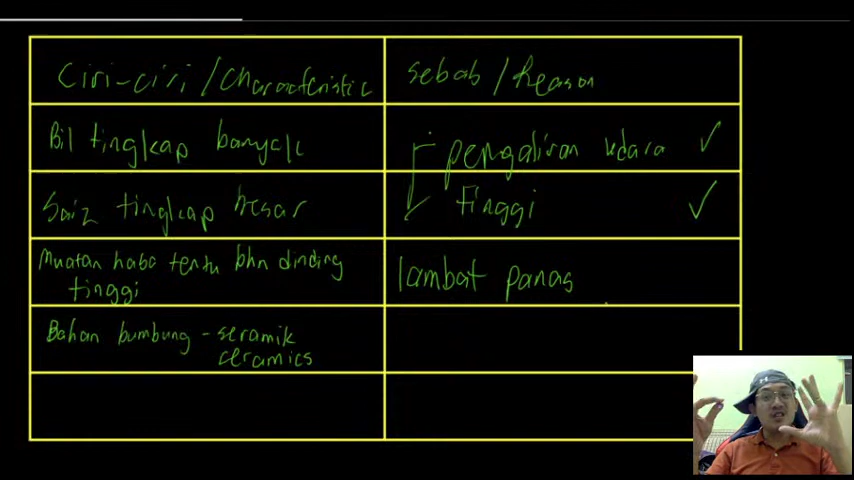 Ciri-ciri / Characteristic
sebab / Reason
Bil tingkap banyak
pengaliran udara ✓
Saiz tingkap besar
tinggi ✓
Muatan haba tentu bhn dinding
tinggi
lambat panas
Bahan bumbung - seramik
ceramics